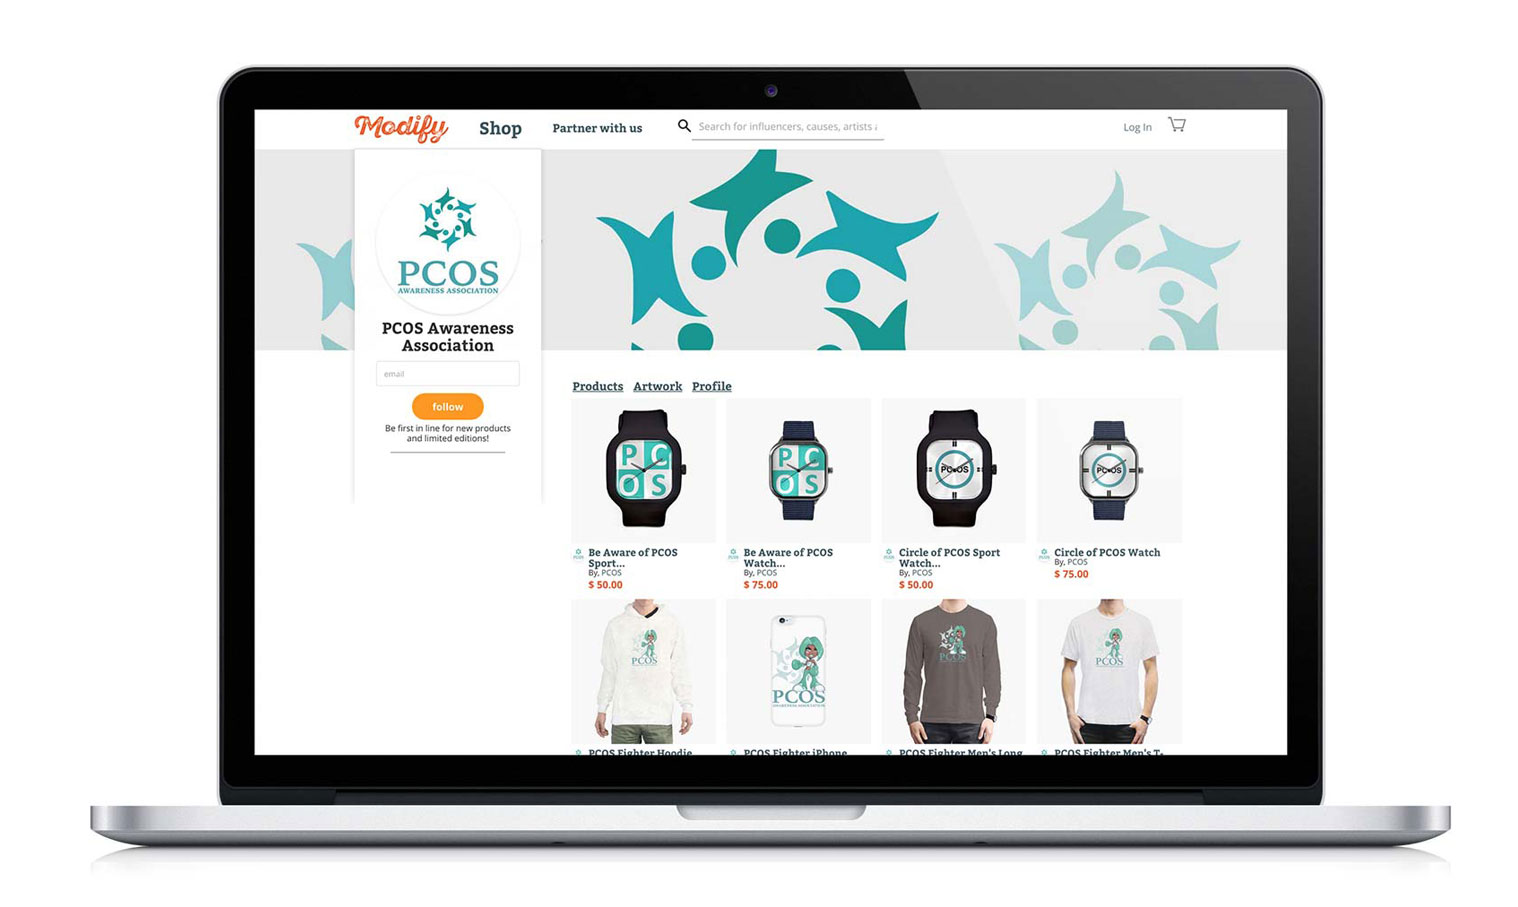 Modify
Shop
Partner with us
Search for influencers, causes, artists a
Log In
PCOS
AWARENESS ASSOCIATION
PCOS Awareness
Association
email
follow
Be first in line for new products
and limited editions!
Products Artwork Profile
P C
O S
P C
O S
PCOS
PCOS
Be Aware of PCOS
Sport...
By, PCOS
$ 50.00
Be Aware of PCOS
Watch...
By, PCOS
$ 75.00
Circle of PCOS Sport
Watch...
By, PCOS
$ 50.00
Circle of PCOS Watch
By, PCOS
$ 75.00
PCOS
PCOS
AWARENESS ASSOCIATION
PCOS
PCOS
PCOS Fighter Hoodie
PCOS Fighter iPhone
PCOS Fighter Men's Long
PCOS Fighter Men's T-